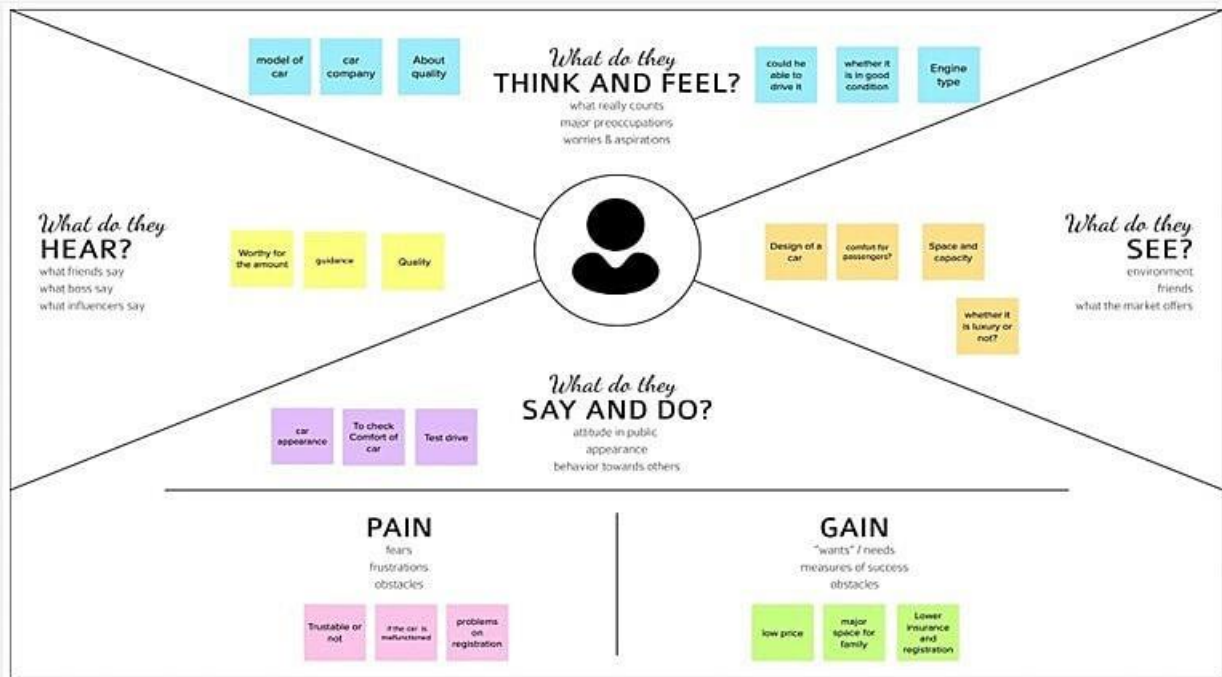 What do they
THINK AND FEEL?
what really counts
major preoccupations
worries & aspirations
model of
car
car
company
About
quality
could he
able to
drive it
whether it
is in good
condition
Engine
type
What do they
HEAR?
what friends say
what boss say
what influencers say
Worthy for
the amount
guidance
Quality
What do they
SEE?
environment
friends
what the market offers
Design of a
car
comfort for
passengers?
Space and
capacity
whether it
is luxury or
not?
What do they
SAY AND DO?
attitude in public
appearance
behavior towards others
car
appearance
To check
Comfort of
car
Test drive
PAIN
fears
frustrations
obstacles
Trustable or
not
if the car is
malfunctioned
problems
on
registration
GAIN
"wants" / needs
measures of success
obstacles
low price
major
space for
family
Lower
insurance
and
registration